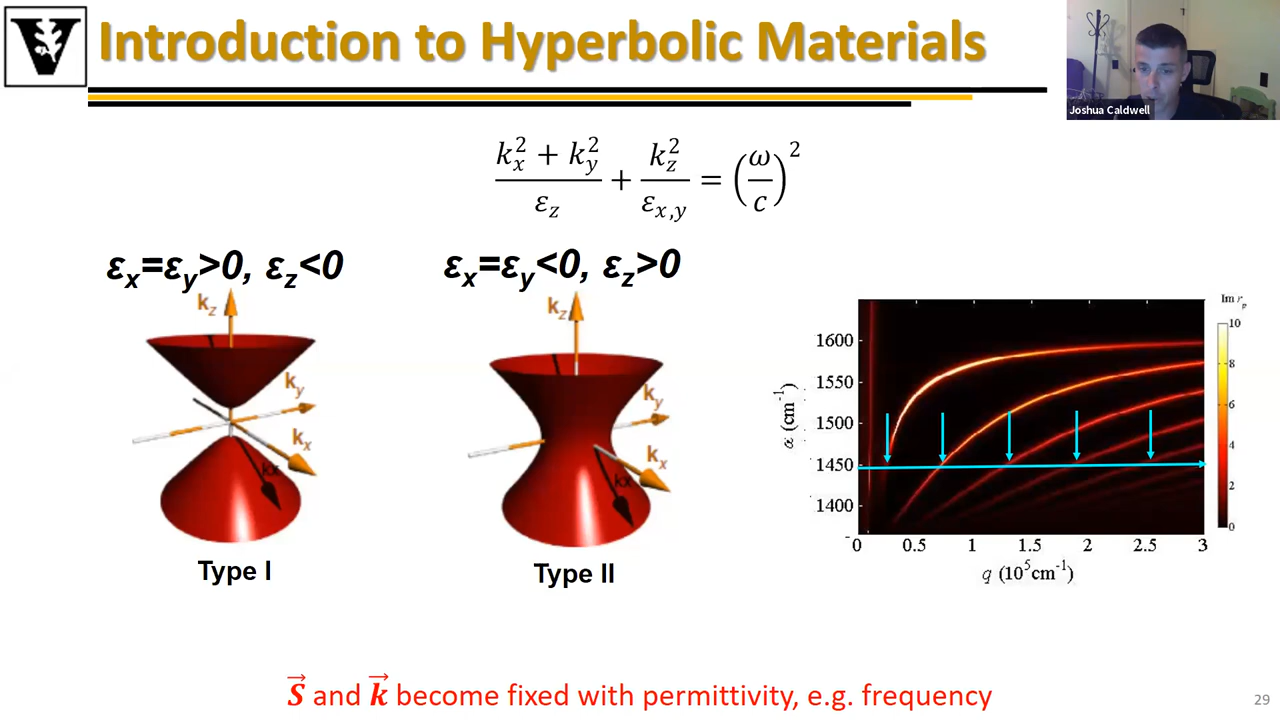 Introduction to Hyperbolic Materials
Joshua Caldwell
(k_x^2 + k_y^2)/ε_z + k_z^2/ε_{x,y} = (ω/c)^2
ε_x=ε_y>0, ε_z<0
ε_x=ε_y<0, ε_z>0
k_z
k_y
k_x
kx
Type I
k_z
k_y
k_x
kx
Type II
Im r_p
10
8
6
4
2
0
1600
1550
1500
1450
1400
0 0.5 1 1.5 2 2.5 3
q (10^5cm^-1)
(cm^-1)
S and k become fixed with permittivity, e.g. frequency
29